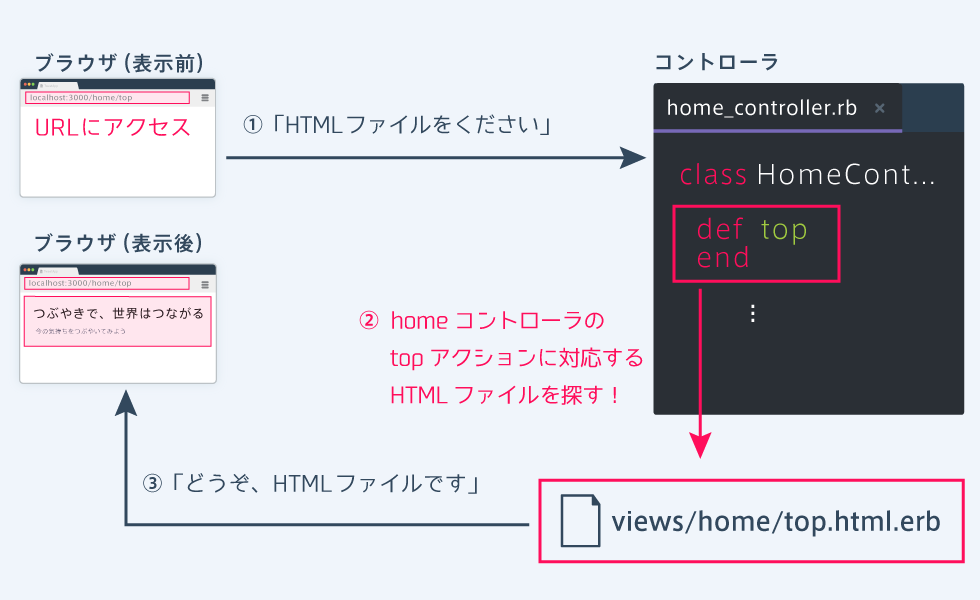 ブラウザ (表示前)
localhost:3000/home/top
URLにアクセス
①「HTMLファイルをください」
コントローラ
home_controller.rb ×
class HomeCont...
def top
end
⋮
ブラウザ (表示後)
localhost:3000/home/top
つぶやきで、世界はつながる
今の気持ちをつぶやいてみよう
② home コントローラの
top アクションに対応する
HTML ファイルを探す！
③「どうぞ、HTMLファイルです」
views/home/top.html.erb